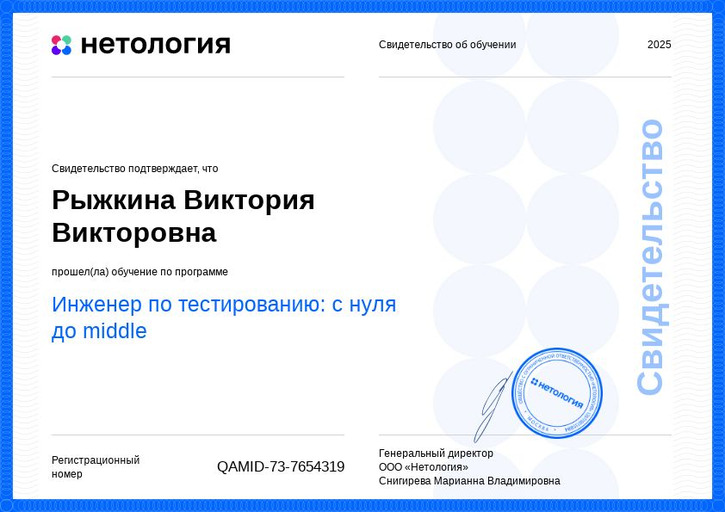 нетология
Свидетельство об обучении
2025
Свидетельство подтверждает, что
Рыжкина Виктория
Викторовна
прошел(ла) обучение по программе
Инженер по тестированию: с нуля
до middle
Свидетельство
нетология
Регистрационный
номер
QAMID-73-7654319
Генеральный директор
ООО «Нетология»
Снигирева Марианна Владимировна